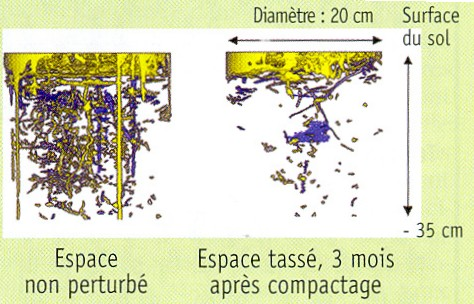 Diamètre : 20 cm
Surface
du sol
- 35 cm
Espace
non perturbé
Espace tassé, 3 mois
après compactage